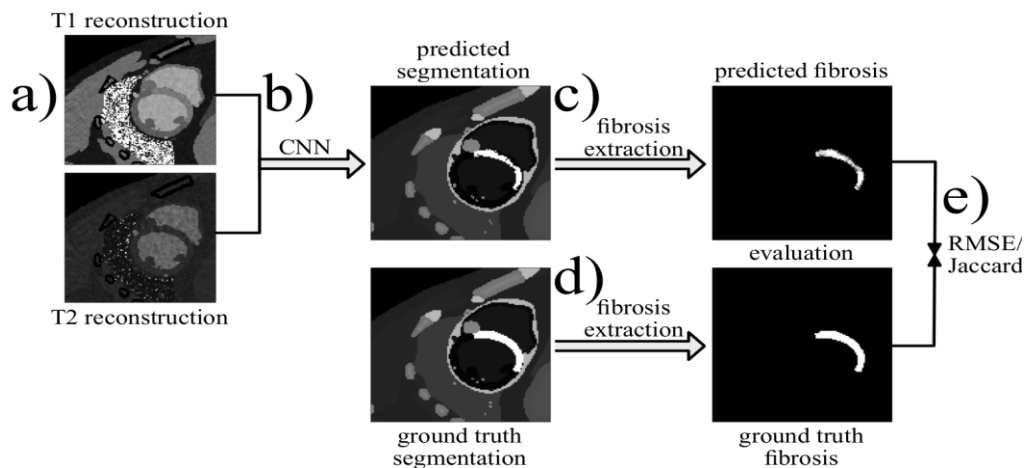 T1 reconstruction
a)
b)
CNN
T2 reconstruction
predicted
segmentation
c)
fibrosis
extraction
predicted fibrosis
evaluation
e)
RMSE/
Jaccard
d)
fibrosis
extraction
ground truth
segmentation
ground truth
fibrosis